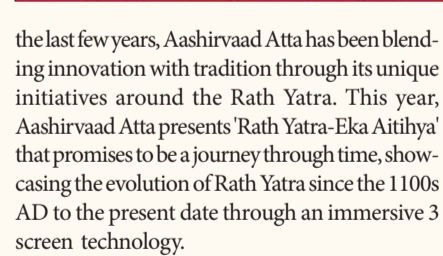 the last few years, Aashirvaad Atta has been blend-
ing innovation with tradition through its unique
initiatives around the Rath Yatra. This year,
Aashirvaad Atta presents 'Rath Yatra-Eka Aitihya'
that promises to be a journey through time, show-
casing the evolution of Rath Yatra since the 1100s
AD to the present date through an immersive 3
screen technology.